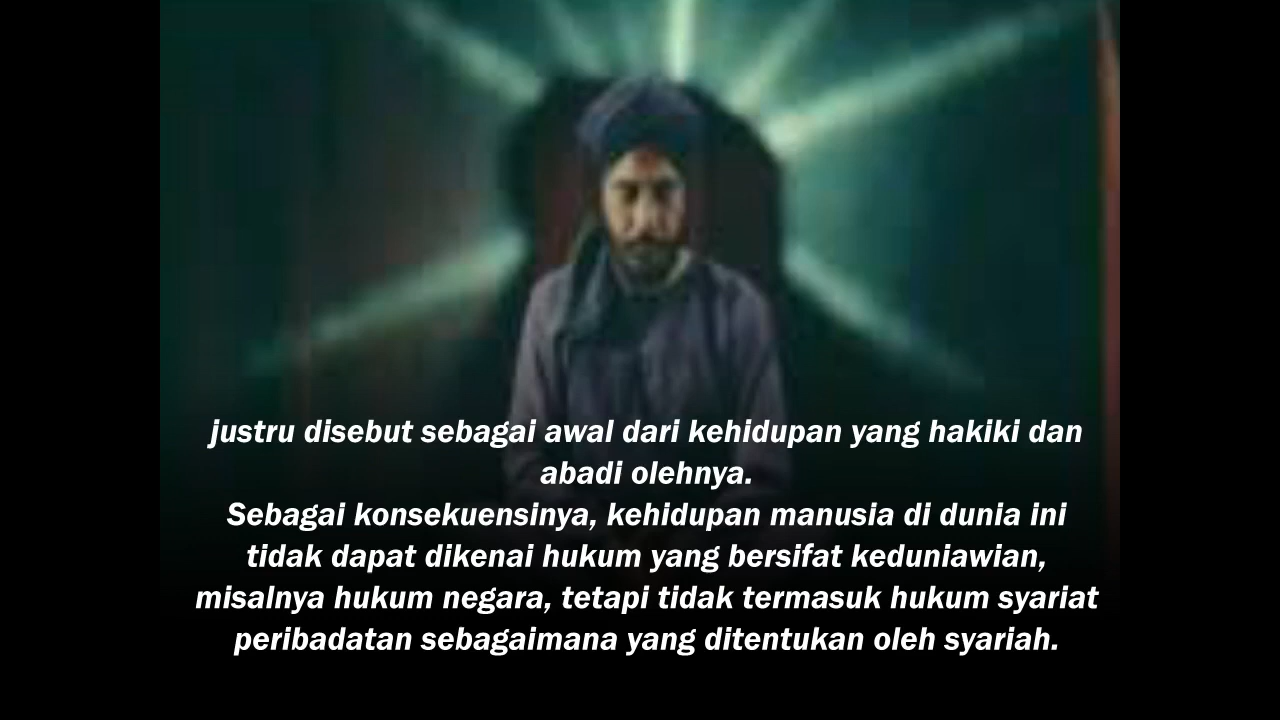 justru disebut sebagai awal dari kehidupan yang hakiki dan
abadi olehnya.
Sebagai konsekuensinya, kehidupan manusia di dunia ini
tidak dapat dikenai hukum yang bersifat keduniawian,
misalnya hukum negara, tetapi tidak termasuk hukum syariat
peribadatan sebagaimana yang ditentukan oleh syariah.